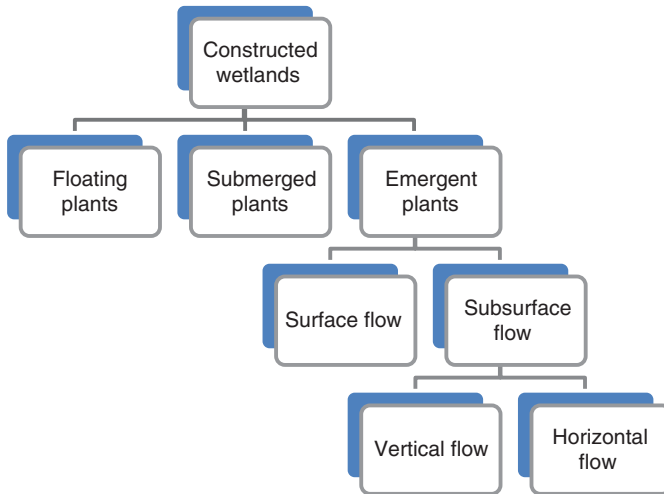 Constructed
wetlands
Floating
plants
Submerged
plants
Emergent
plants
Surface flow
Subsurface
flow
Vertical flow
Horizontal
flow